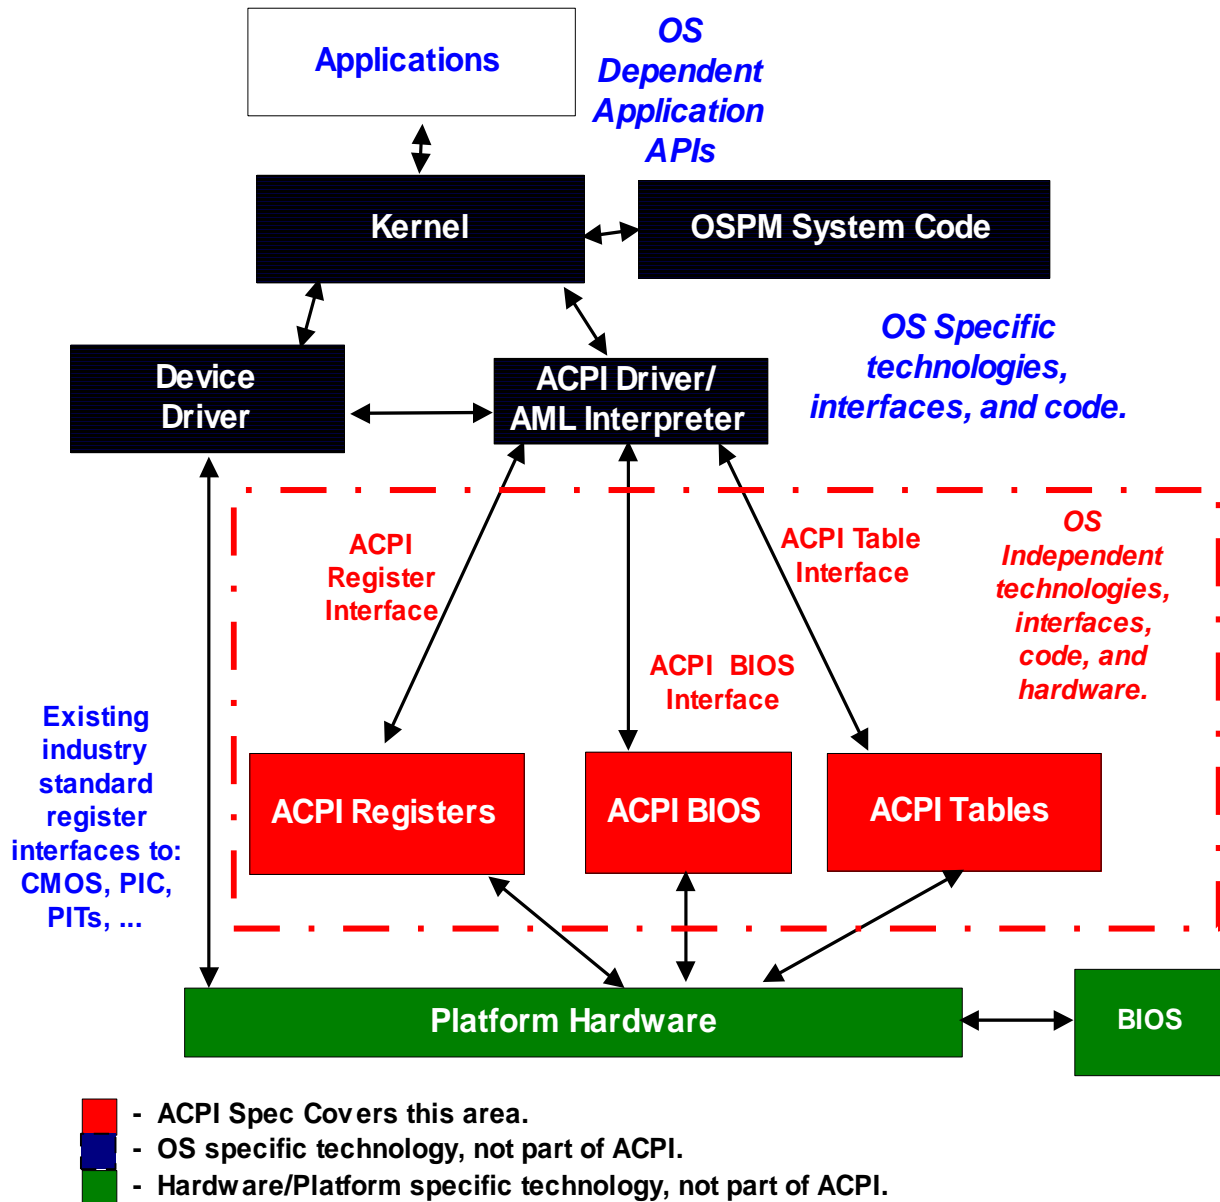 Applications
OS
Dependent
Application
APIs
Kernel
OSPM System Code
OS Specific
technologies,
interfaces, and code.
Device
Driver
ACPI Driver/
AML Interpreter
ACPI
Register
Interface
ACPI Table
Interface
OS
Independent
technologies,
interfaces,
code, and
hardware.
ACPI BIOS
Interface
Existing
industry
standard
register
interfaces to:
CMOS, PIC,
PITs, ...
ACPI Registers
ACPI BIOS
ACPI Tables
Platform Hardware
BIOS
- ACPI Spec Covers this area.
- OS specific technology, not part of ACPI.
- Hardware/Platform specific technology, not part of ACPI.